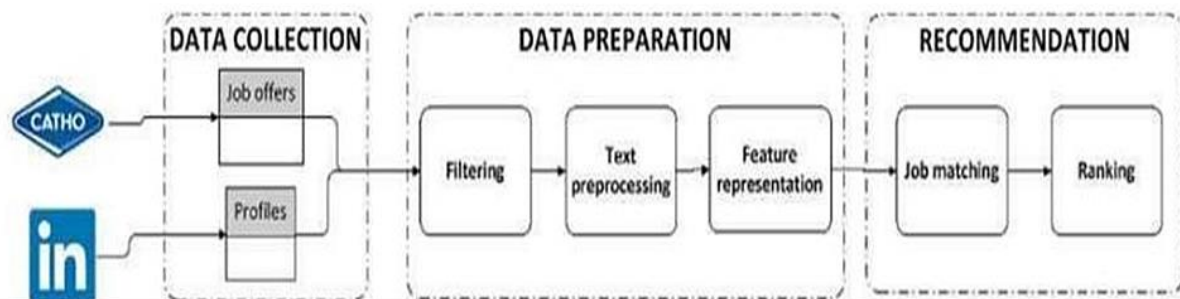 DATA COLLECTION
DATA PREPARATION
RECOMMENDATION
CATHO
Job offers
in
Profiles
Filtering
Text
preprocessing
Feature
representation
Job matching
Ranking